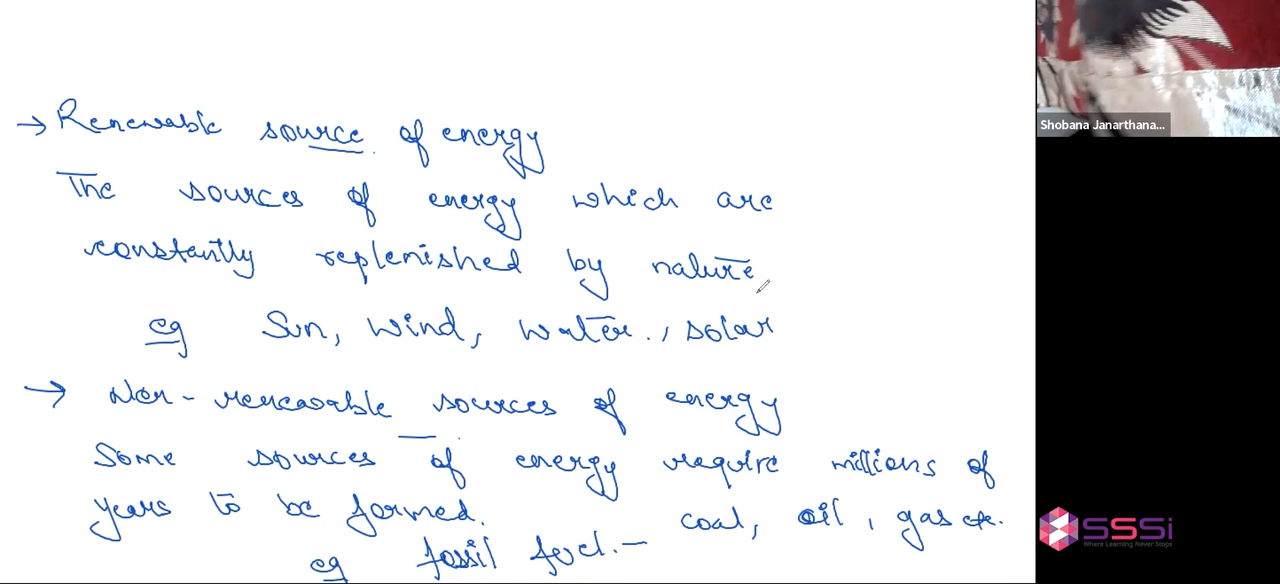 → Renewable source of energy
The sources of energy which are
constantly replenished by nature
eg Sun, wind, water., solar
→ Non-renewable sources of energy
Some sources of energy require millions of
years to be formed.
eg fossil fuel.— coal, oil, gas etc.
Shobana Janarthana...
SSSi
Where Learning Never Stops